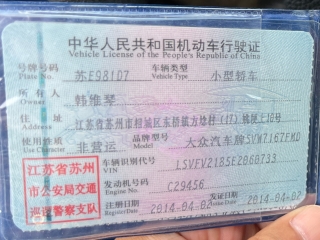 中华人民共和国机动车行驶证
Vehicle License of the People's Republic of China
号牌号码 苏E981D7 车辆类型 小型轿车
Plate No. Vehicle Type
所有人 韩维琴
Owner
住址 江苏省苏州市相城区
Address
使用性质 非营运 品牌型号 大众汽车牌SVW7167FMD
Use Character Model
江苏省苏州 车辆识别代号
VIN
市公安局交通 发动机号码 C29456
Engine No.
巡逻警察支队 注册日期 2014-04-02 发证日期 2014-04-02
Register Date Issue Date